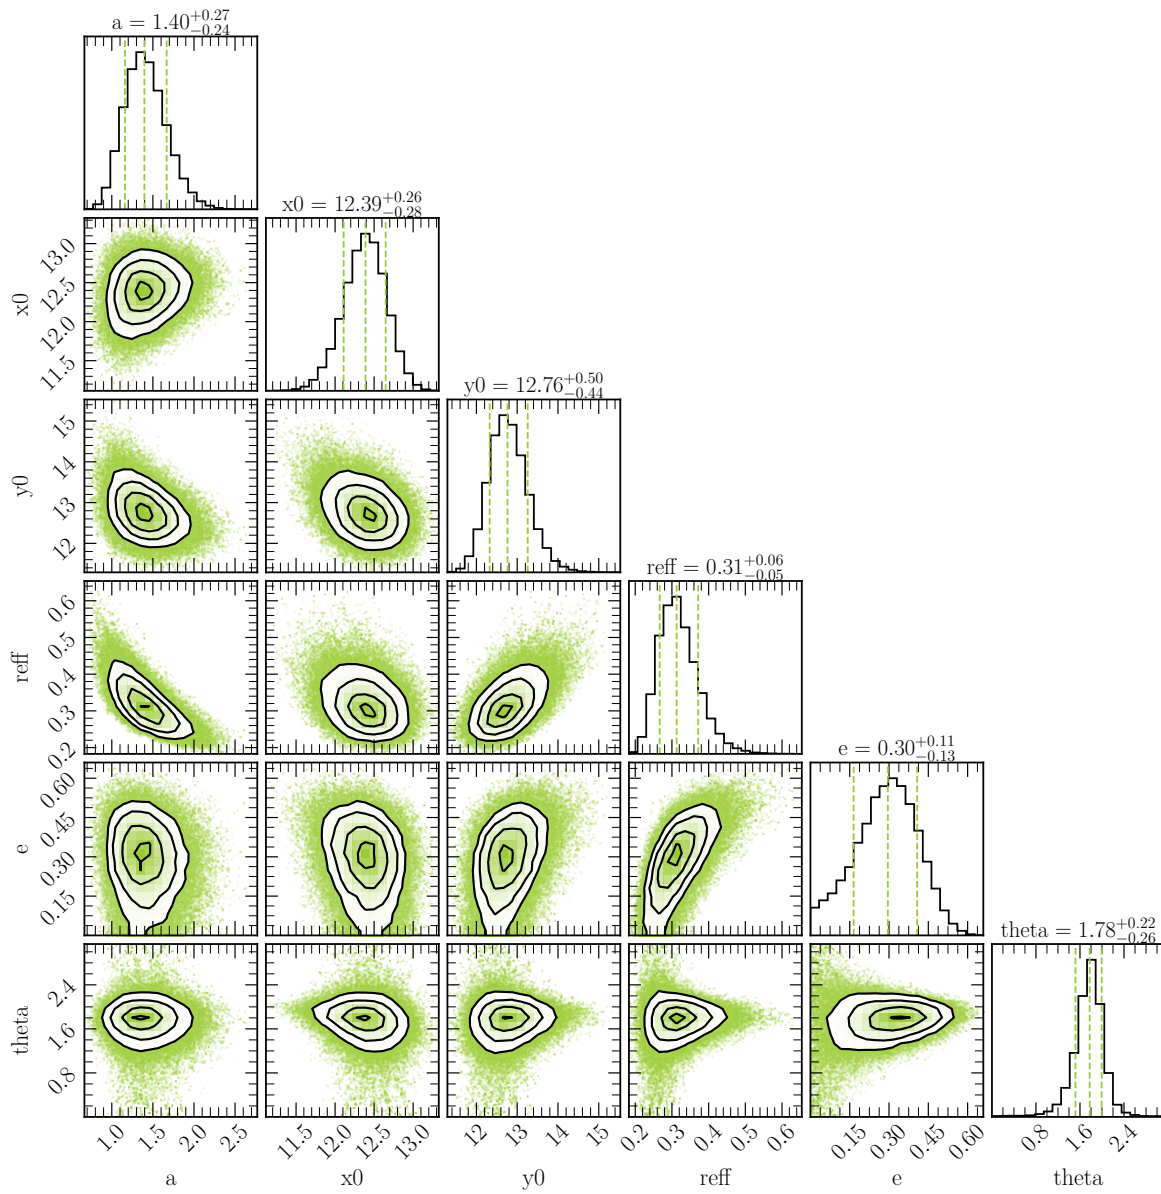 a = 1.40+0.27−0.24
x0 = 12.39+0.26−0.28
13.0
12.5
12.0
11.5
x0
y0 = 12.76+0.50−0.44
15
14
13
12
y0
reff = 0.31+0.06−0.05
0.6
0.5
0.4
0.3
0.2
reff
e = 0.30+0.11−0.13
0.60
0.45
0.30
0.15
e
theta = 1.78+0.22−0.26
2.4
1.6
0.8
theta
1.0 1.5 2.0 2.5 11.5 12.0 12.5 13.0 12 13 14 15 0.2 0.3 0.4 0.5 0.6 0.15 0.30 0.45 0.60 0.8 1.6 2.4
a x0 y0 reff e theta